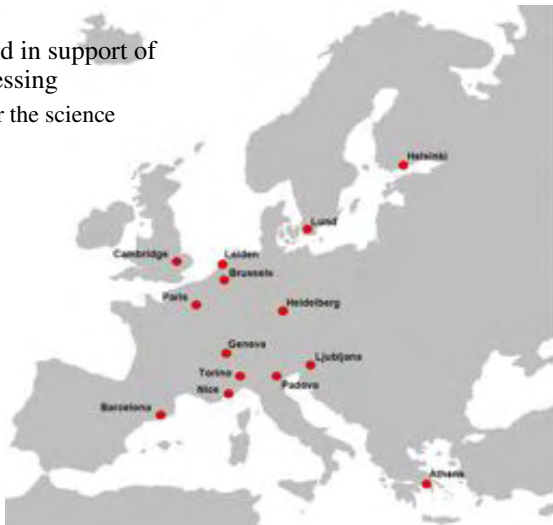 d in support of
essing
r the science
Helsinki
Lund
Cambridge
Leiden
Brussels
Paris
Heidelberg
Geneva
Ljubljana
Torino
Padova
Nice
Barcelona
Athens